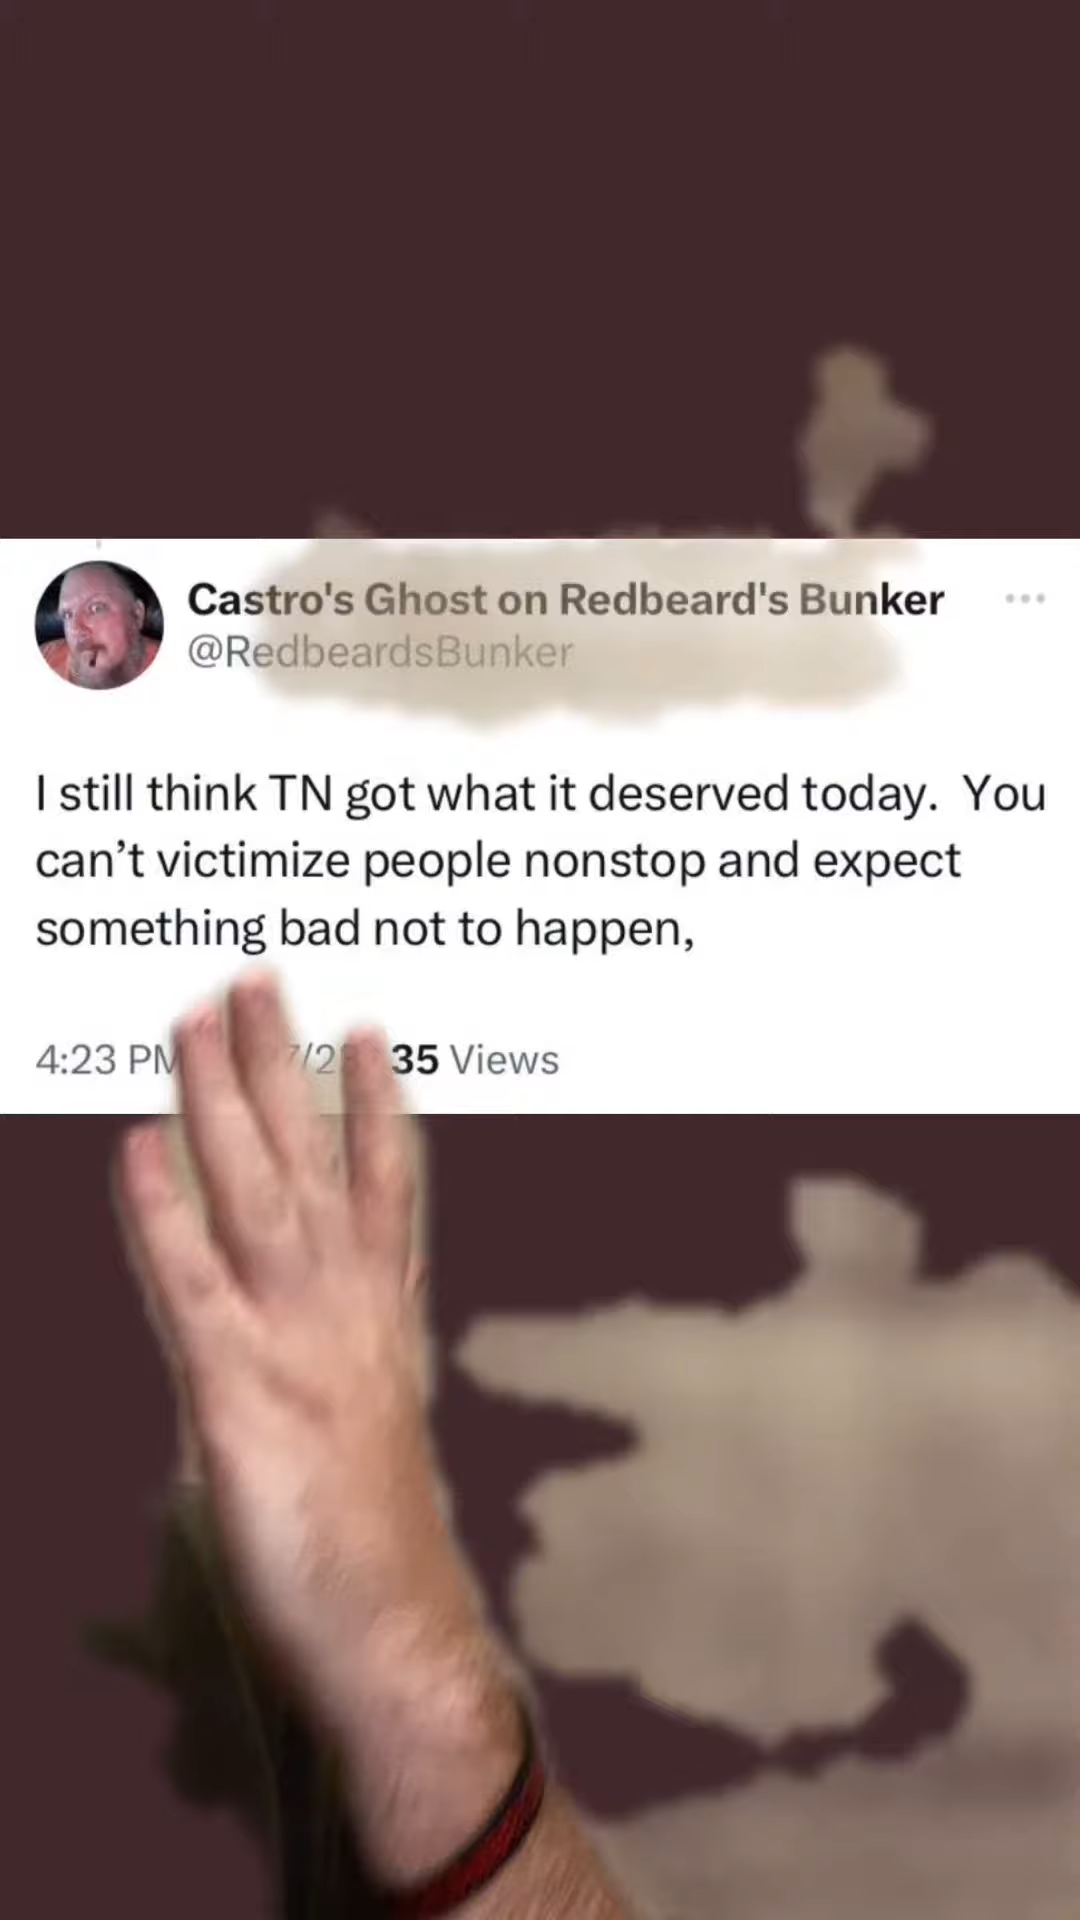 Castro's Ghost on Redbeard's Bunker
@RedbeardsBunker
I still think TN got what it deserved today. You
can’t victimize people nonstop and expect
something bad not to happen,
4:23 PM 35 Views